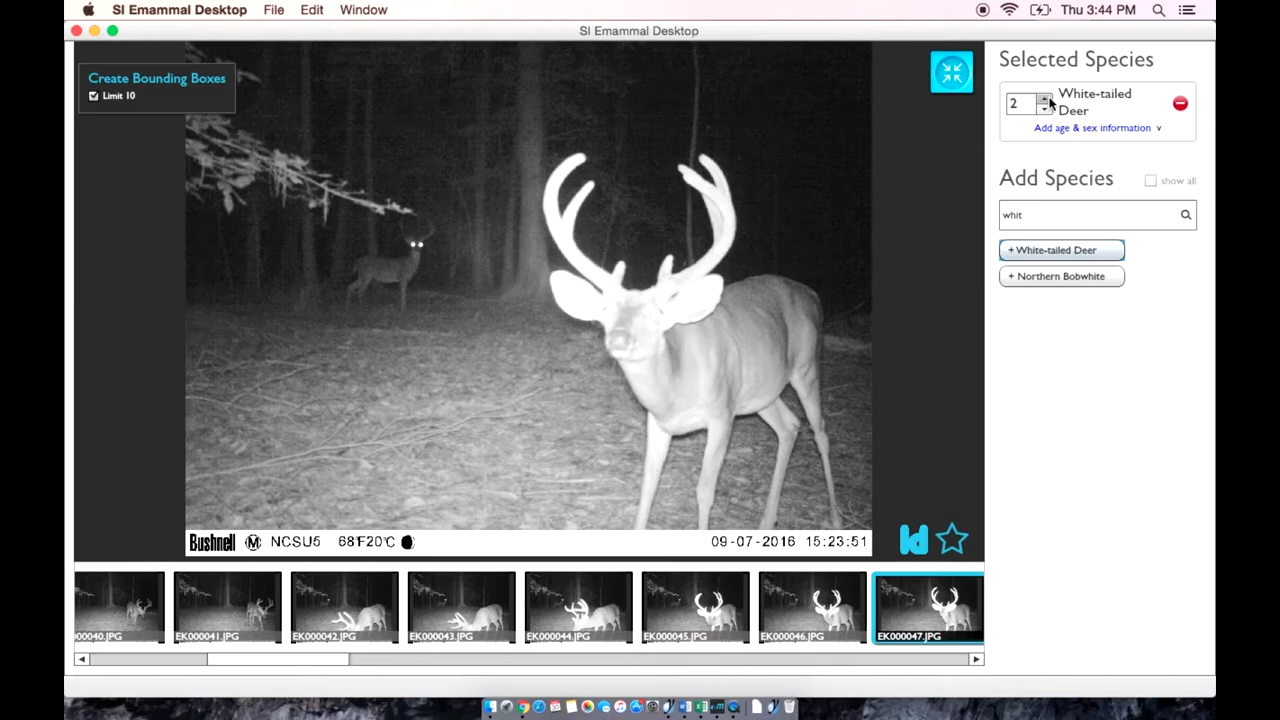 SI Emammal Desktop File Edit Window Thu 3:44 PM
SI Emammal Desktop
Create Bounding Boxes
Limit 10
Selected Species
2 White-tailed Deer
Add age & sex information v
Add Species show all
whit
+ White-tailed Deer
+ Northern Bobwhite
Id
Bushnell M NCSU5 68°F20°C 09-07-2016 15:23:51
000040.JPG EK000041.JPG EK000042.JPG EK000043.JPG EK000044.JPG EK000045.JPG EK000046.JPG EK000047.JPG